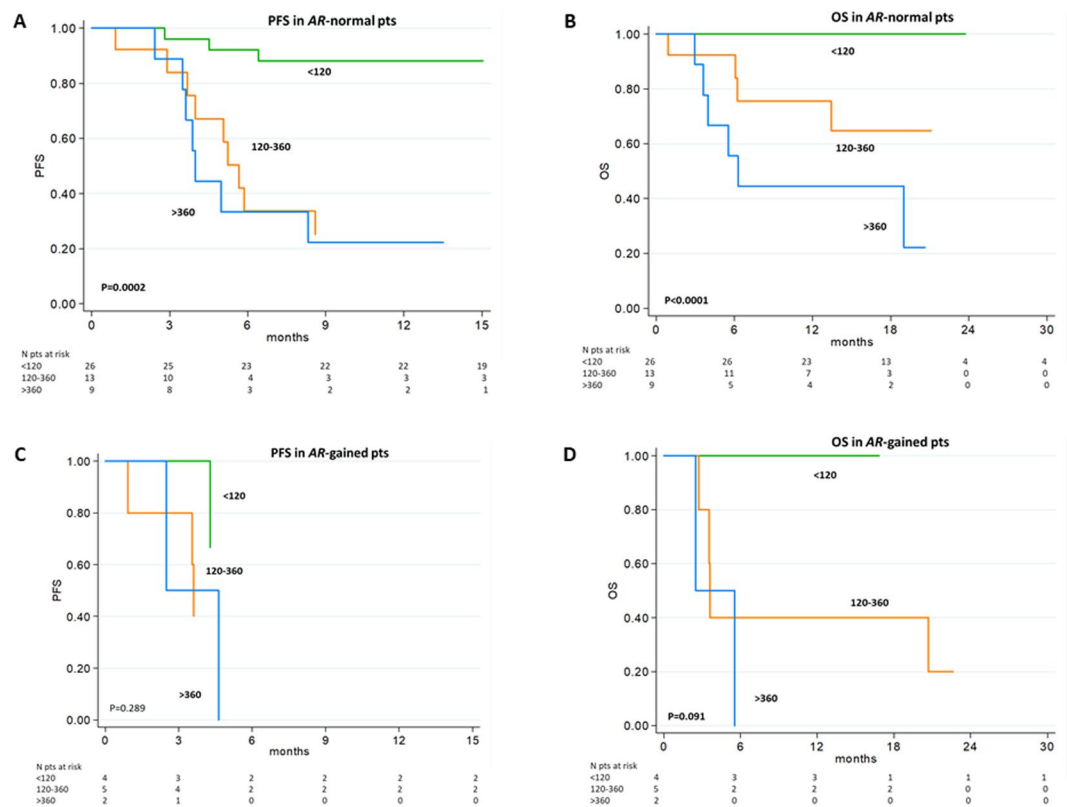 A
PFS in AR-normal pts
1.00
0.80
0.60
0.40
0.20
0.00
PFS
<120
120-360
>360
P=0.0002
0 3 6 9 12 15
months
N pts at risk
<120 26 25 23 22 22 19
120-360 13 10 4 3 3 3
>360 9 8 3 2 2 1
B
OS in AR-normal pts
1.00
0.80
0.60
0.40
0.20
0.00
OS
<120
120-360
>360
P<0.0001
0 6 12 18 24 30
months
N pts at risk
<120 26 26 23 13 4 4
120-360 13 11 7 3 0 0
>360 9 5 4 2 0 0
C
PFS in AR-gained pts
1.00
0.80
0.60
0.40
0.20
0.00
PFS
<120
120-360
>360
P=0.289
0 3 6 9 12 15
months
N pts at risk
<120 4 3 2 2 2 2
120-360 5 4 2 2 2 2
>360 2 1 0 0 0 0
D
OS in AR-gained pts
1.00
0.80
0.60
0.40
0.20
0.00
OS
<120
120-360
>360
P=0.091
0 6 12 18 24 30
months
N pts at risk
<120 4 3 3 1 1 1
120-360 5 2 2 2 0 0
>360 2 0 0 0 0 0